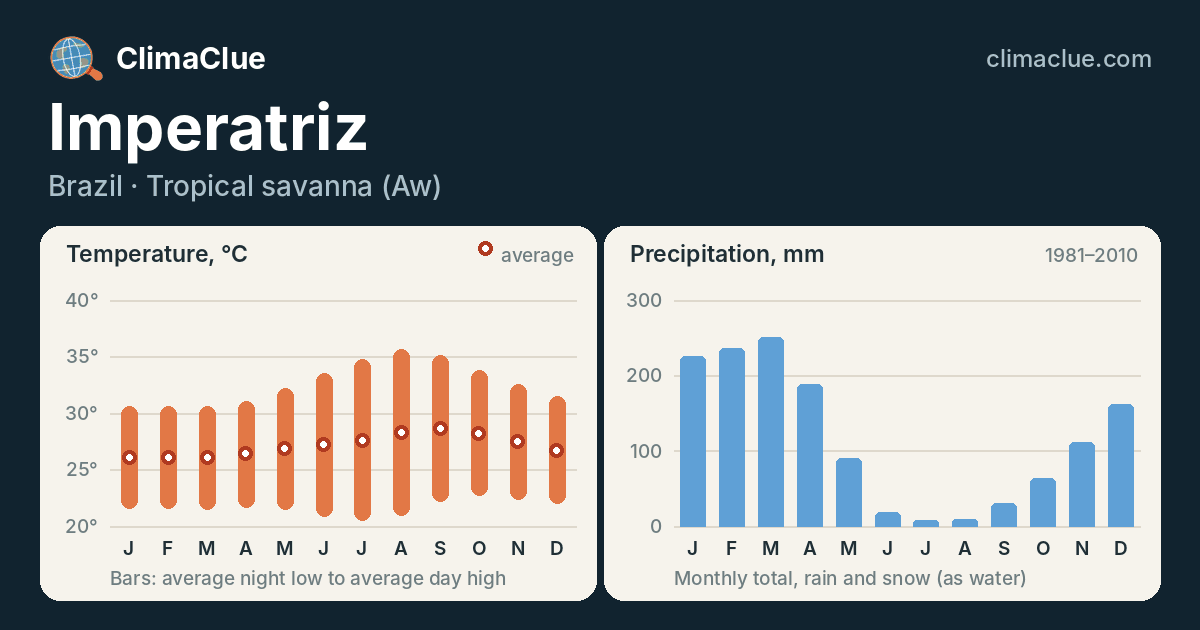 ClimaClue
climaclue.com
Imperatriz
Brazil · Tropical savanna (Aw)
Temperature, °C
average
40°
35°
30°
25°
20°
J F M A M J J A S O N D
Bars: average night low to average day high
Precipitation, mm
1981–2010
300
200
100
0
J F M A M J J A S O N D
Monthly total, rain and snow (as water)